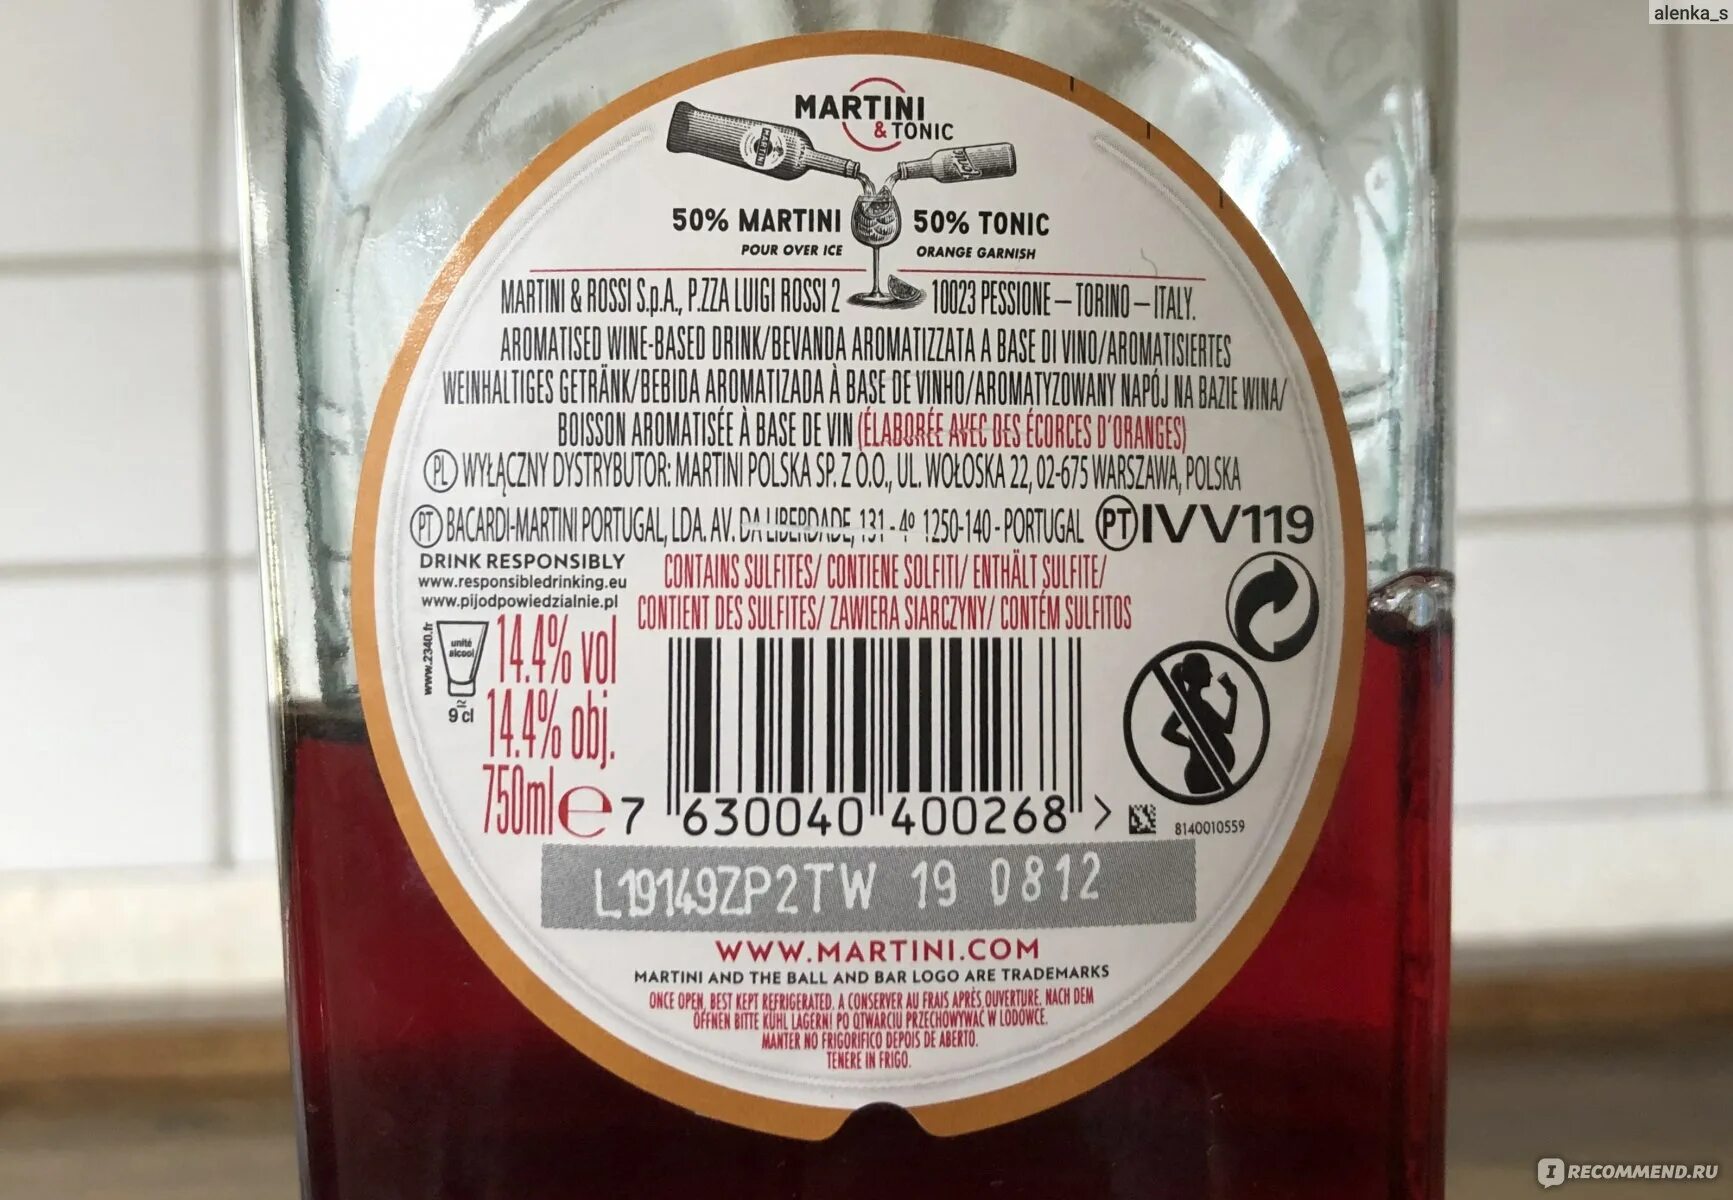 alenka_s
MARTINI
& TONIC
MARTINI
Tonic
50% MARTINI 50% TONIC
POUR OVER ICE ORANGE GARNISH
MARTINI & ROSSI S.p.A., P.ZZA LUIGI ROSSI 2 10023 PESSIONE – TORINO – ITALY.
AROMATISED WINE-BASED DRINK/BEVANDA AROMATIZZATA A BASE DI VINO/AROMATISIERTES
WEINHALTIGES GETRÄNK/BEBIDA AROMATIZADA À BASE DE VINHO/AROMATYZOWANY NAPÓJ NA BAZIE WINA/
BOISSON AROMATISÉE À BASE DE VIN (ÉLABORÉE AVEC DES ÉCORCES D'ORANGES)
PL WYŁĄCZNY DYSTRYBUTOR: MARTINI POLSKA SP. Z O.O., UL. WOŁOSKA 22, 02-675 WARSZAWA, POLSKA
PT BACARDI-MARTINI PORTUGAL, LDA. AV. DA LIBERDADE, 131 - 4º 1250-140 - PORTUGAL PT IVV119
DRINK RESPONSIBLY
www.responsibledrinking.eu
www.pijodpowiedzialnie.pl
CONTAINS SULFITES/ CONTIENE SOLFITI/ ENTHÄLT SULFITE/
CONTIENT DES SULFITES/ ZAWIERA SIARCZYNY/ CONTÉM SULFITOS
www.2340.fr
unité
alcool
≈
9 cl
14.4% vol
14.4% obj.
750ml e
7 630040 400268 >
8140010559
L19149ZP2TW 19 0812
WWW.MARTINI.COM
MARTINI AND THE BALL AND BAR LOGO ARE TRADEMARKS
ONCE OPEN, BEST KEPT REFRIGERATED. A CONSERVER AU FRAIS APRÈS OUVERTURE. NACH DEM
ÖFFNEN BITTE KÜHL LAGERN! PO OTWARCIU PRZECHOWYWAĆ W LODÓWCE.
MANTER NO FRIGORIFICO DEPOIS DE ABERTO.
TENERE IN FRIGO.
I RECOMMEND.RU